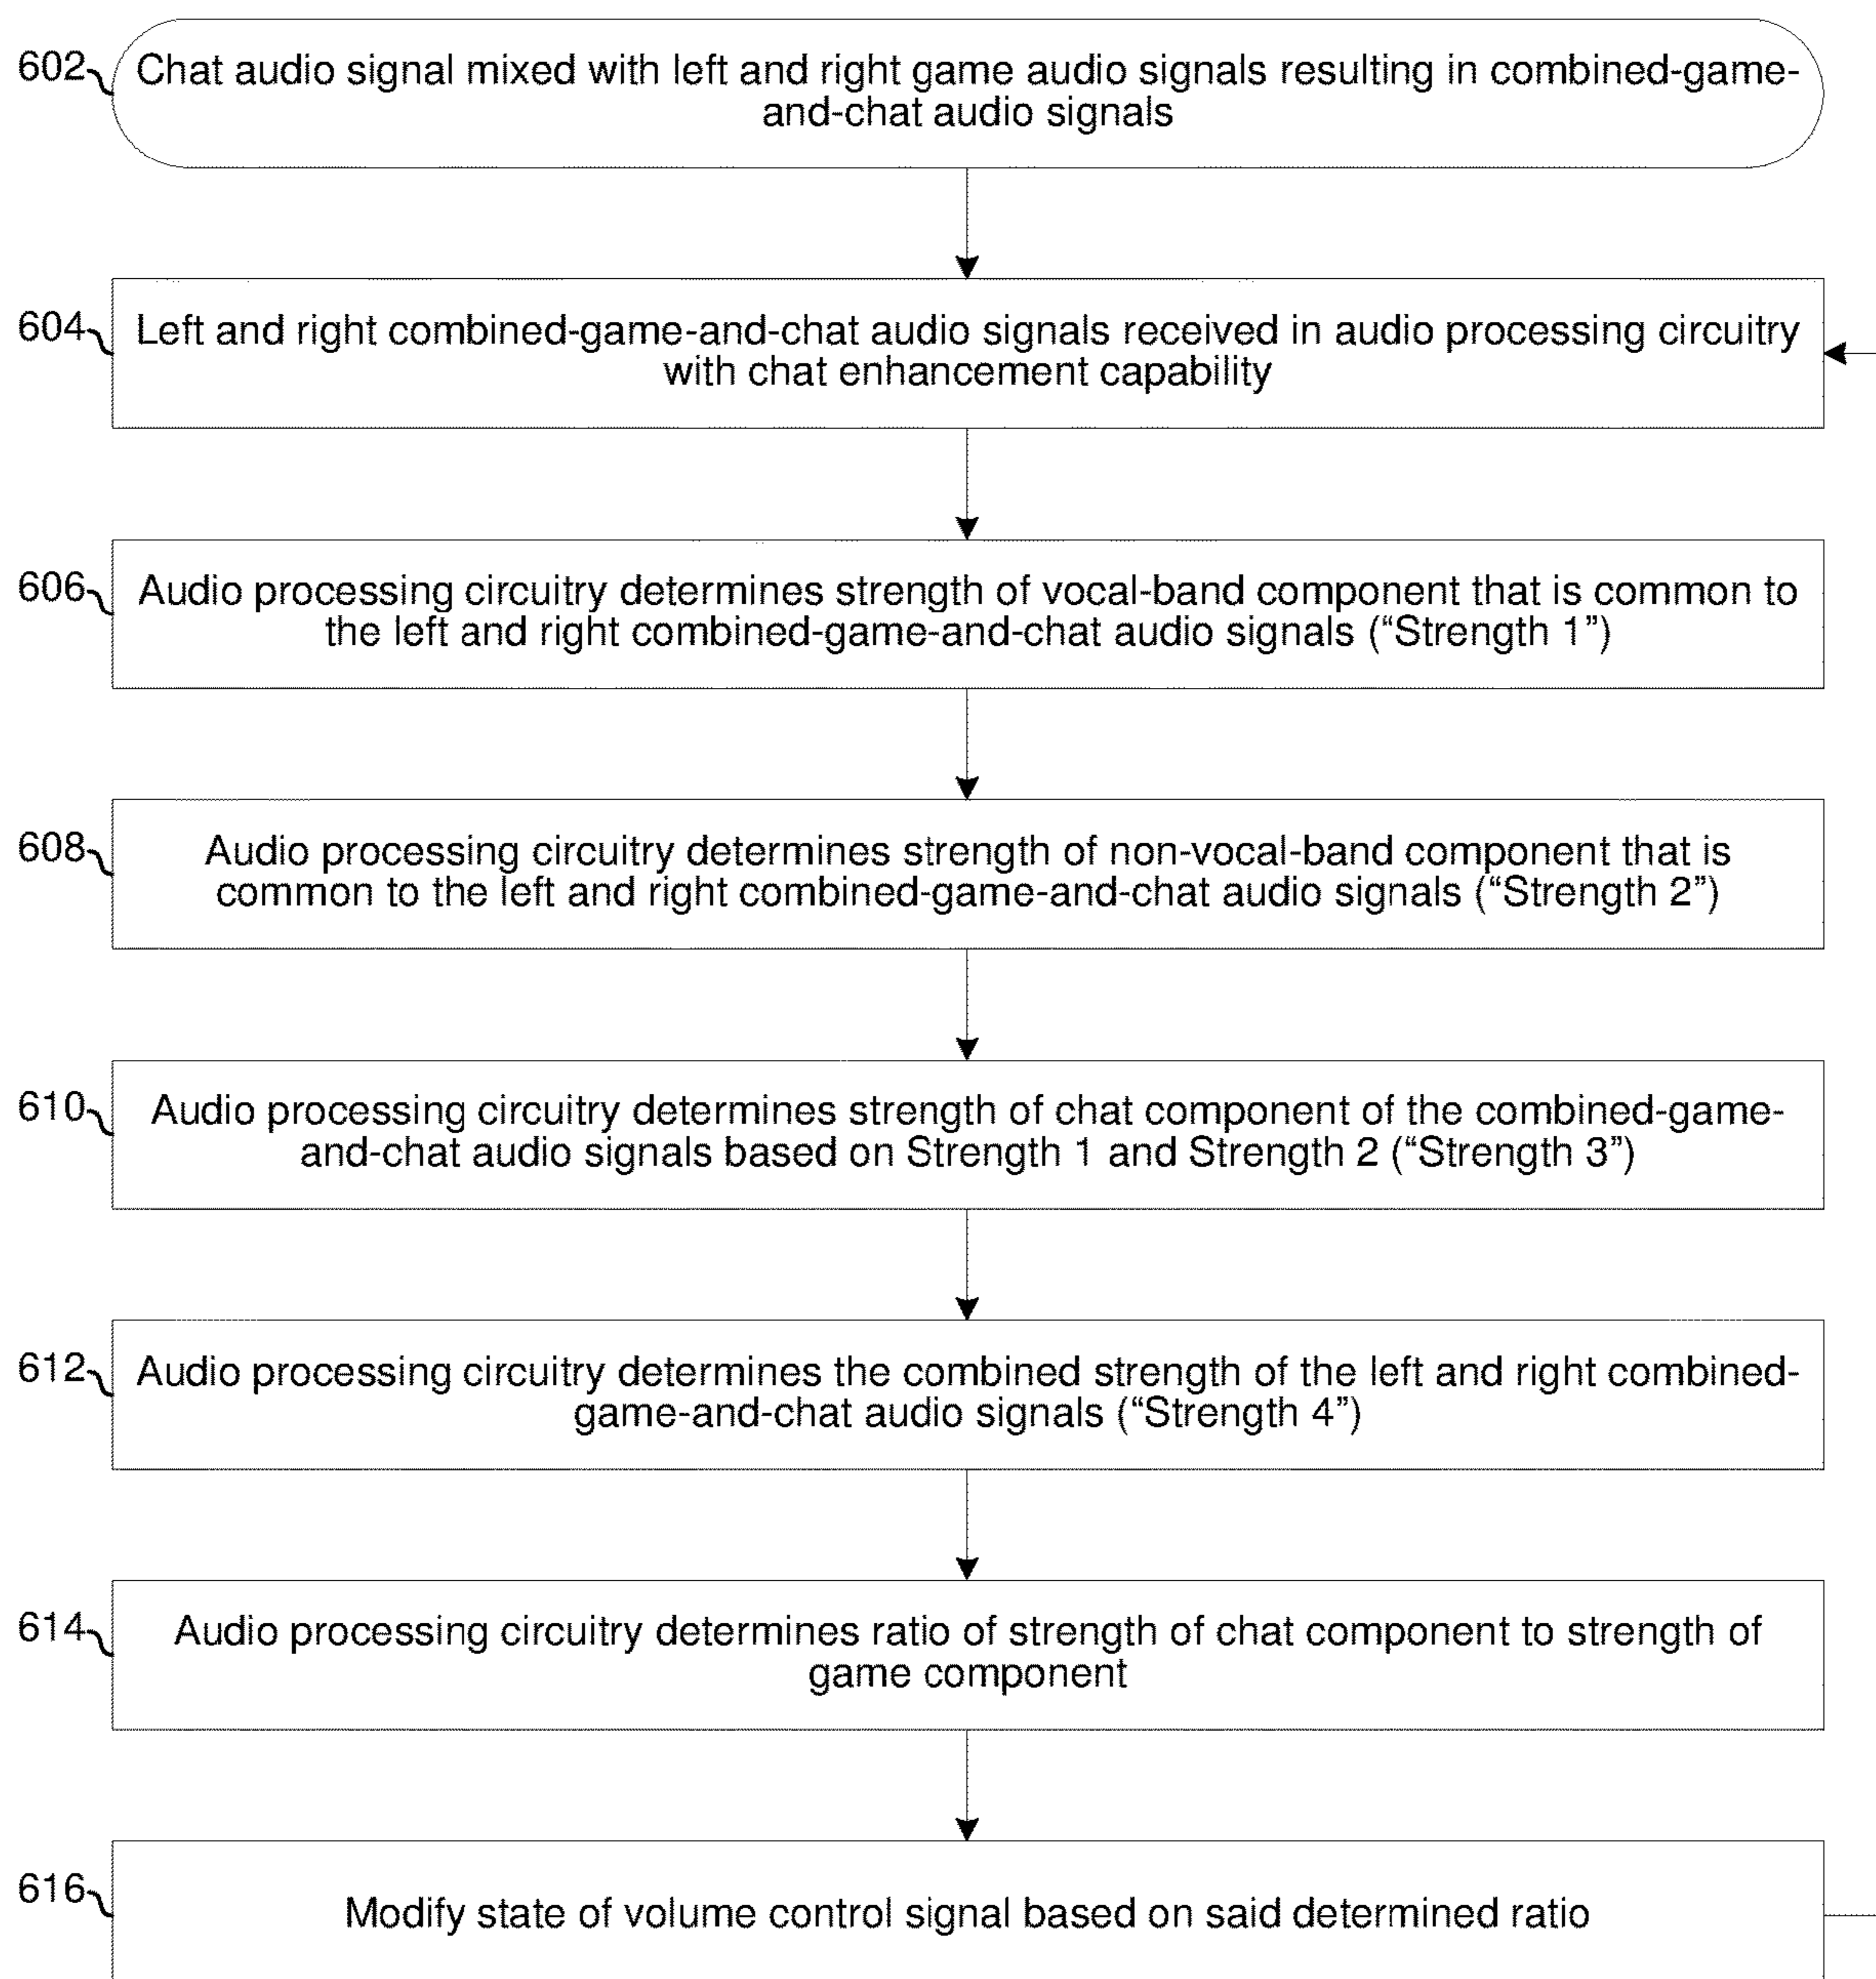 602
Chat audio signal mixed with left and right game audio signals resulting in combined-game-
and-chat audio signals
604
Left and right combined-game-and-chat audio signals received in audio processing circuitry
with chat enhancement capability
606
Audio processing circuitry determines strength of vocal-band component that is common to
the left and right combined-game-and-chat audio signals (“Strength 1”)
608
Audio processing circuitry determines strength of non-vocal-band component that is
common to the left and right combined-game-and-chat audio signals (“Strength 2”)
610
Audio processing circuitry determines strength of chat component of the combined-game-
and-chat audio signals based on Strength 1 and Strength 2 (“Strength 3”)
612
Audio processing circuitry determines the combined strength of the left and right combined-
game-and-chat audio signals (“Strength 4”)
614
Audio processing circuitry determines ratio of strength of chat component to strength of
game component
616
Modify state of volume control signal based on said determined ratio